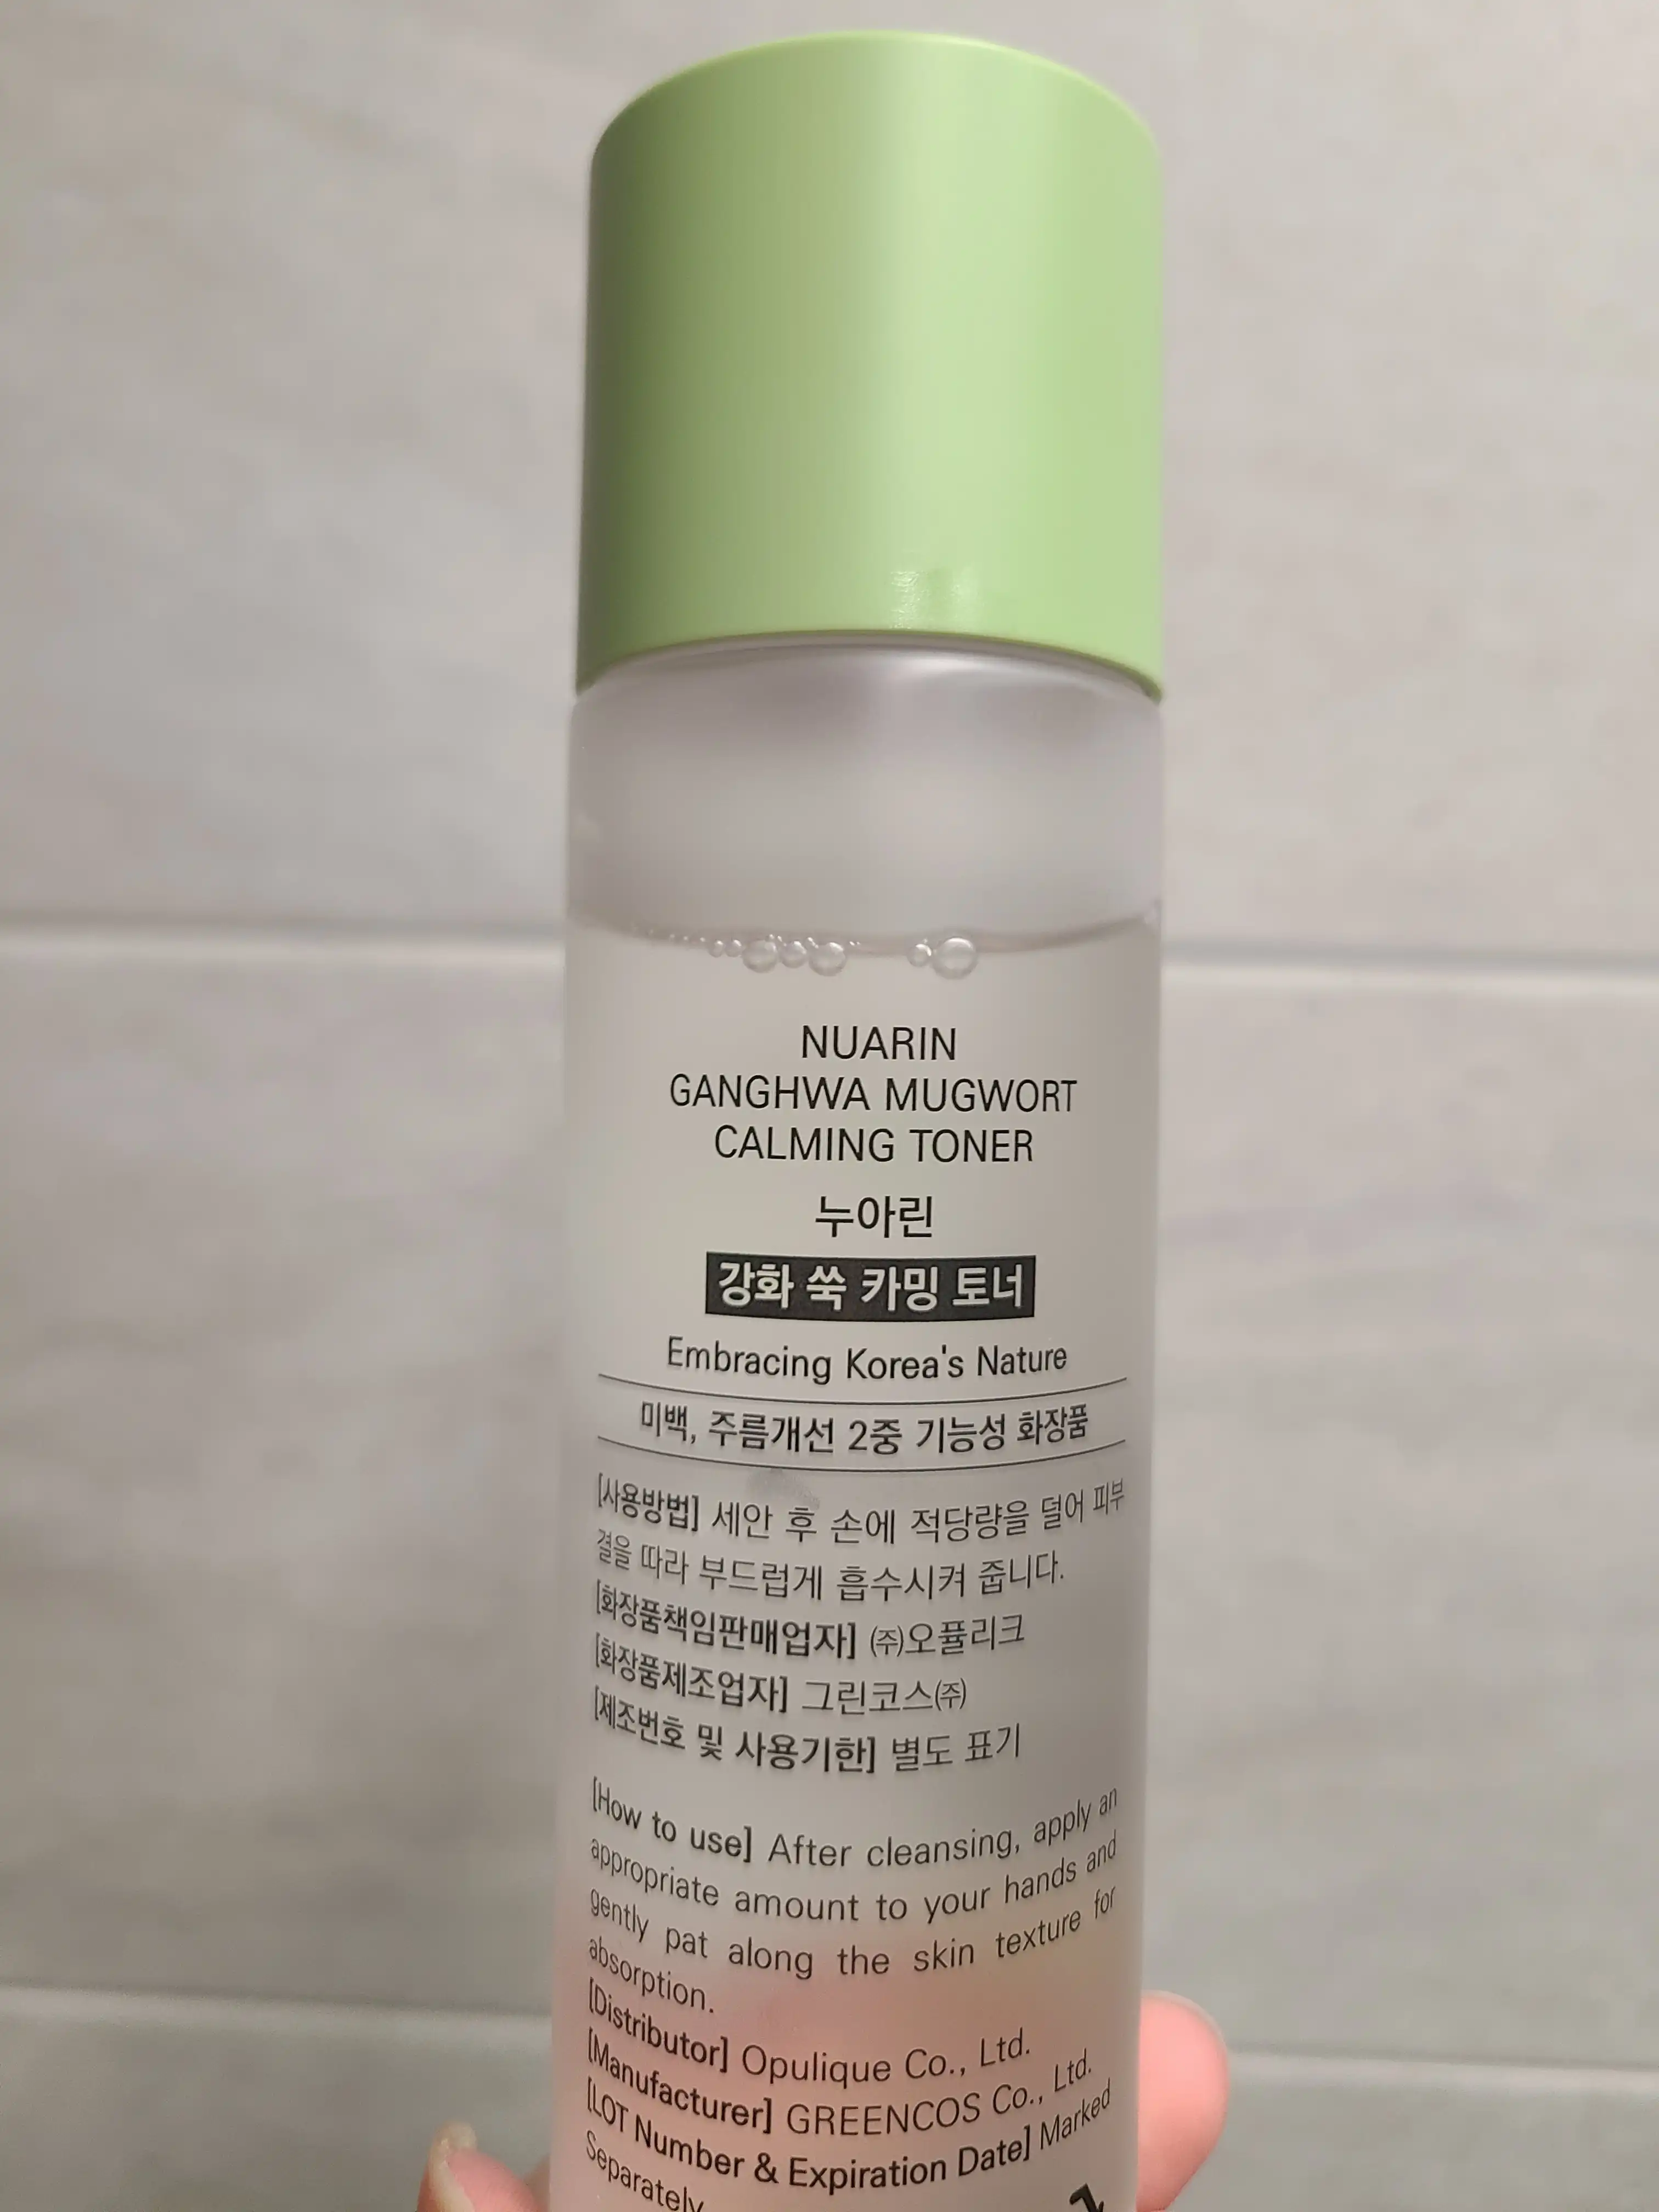 NUARIN
GANGHWA MUGWORT
CALMING TONER
누아린
강화 쑥 카밍 토너
Embracing Korea's Nature
미백, 주름개선 2중 기능성 화장품
[사용방법] 세안 후 손에 적당량을 덜어 피부
결을 따라 부드럽게 흡수시켜 줍니다.
[화장품책임판매업자] ㈜오퓰리크
[화장품제조업자] 그린코스㈜
[제조번호 및 사용기한] 별도 표기
[How to use] After cleansing, apply an
appropriate amount to your hands and
gently pat along the skin texture for
absorption.
[Distributor] Opulique Co., Ltd.
[Manufacturer] GREENCOS Co., Ltd.
[LOT Number & Expiration Date] Marked
Separately